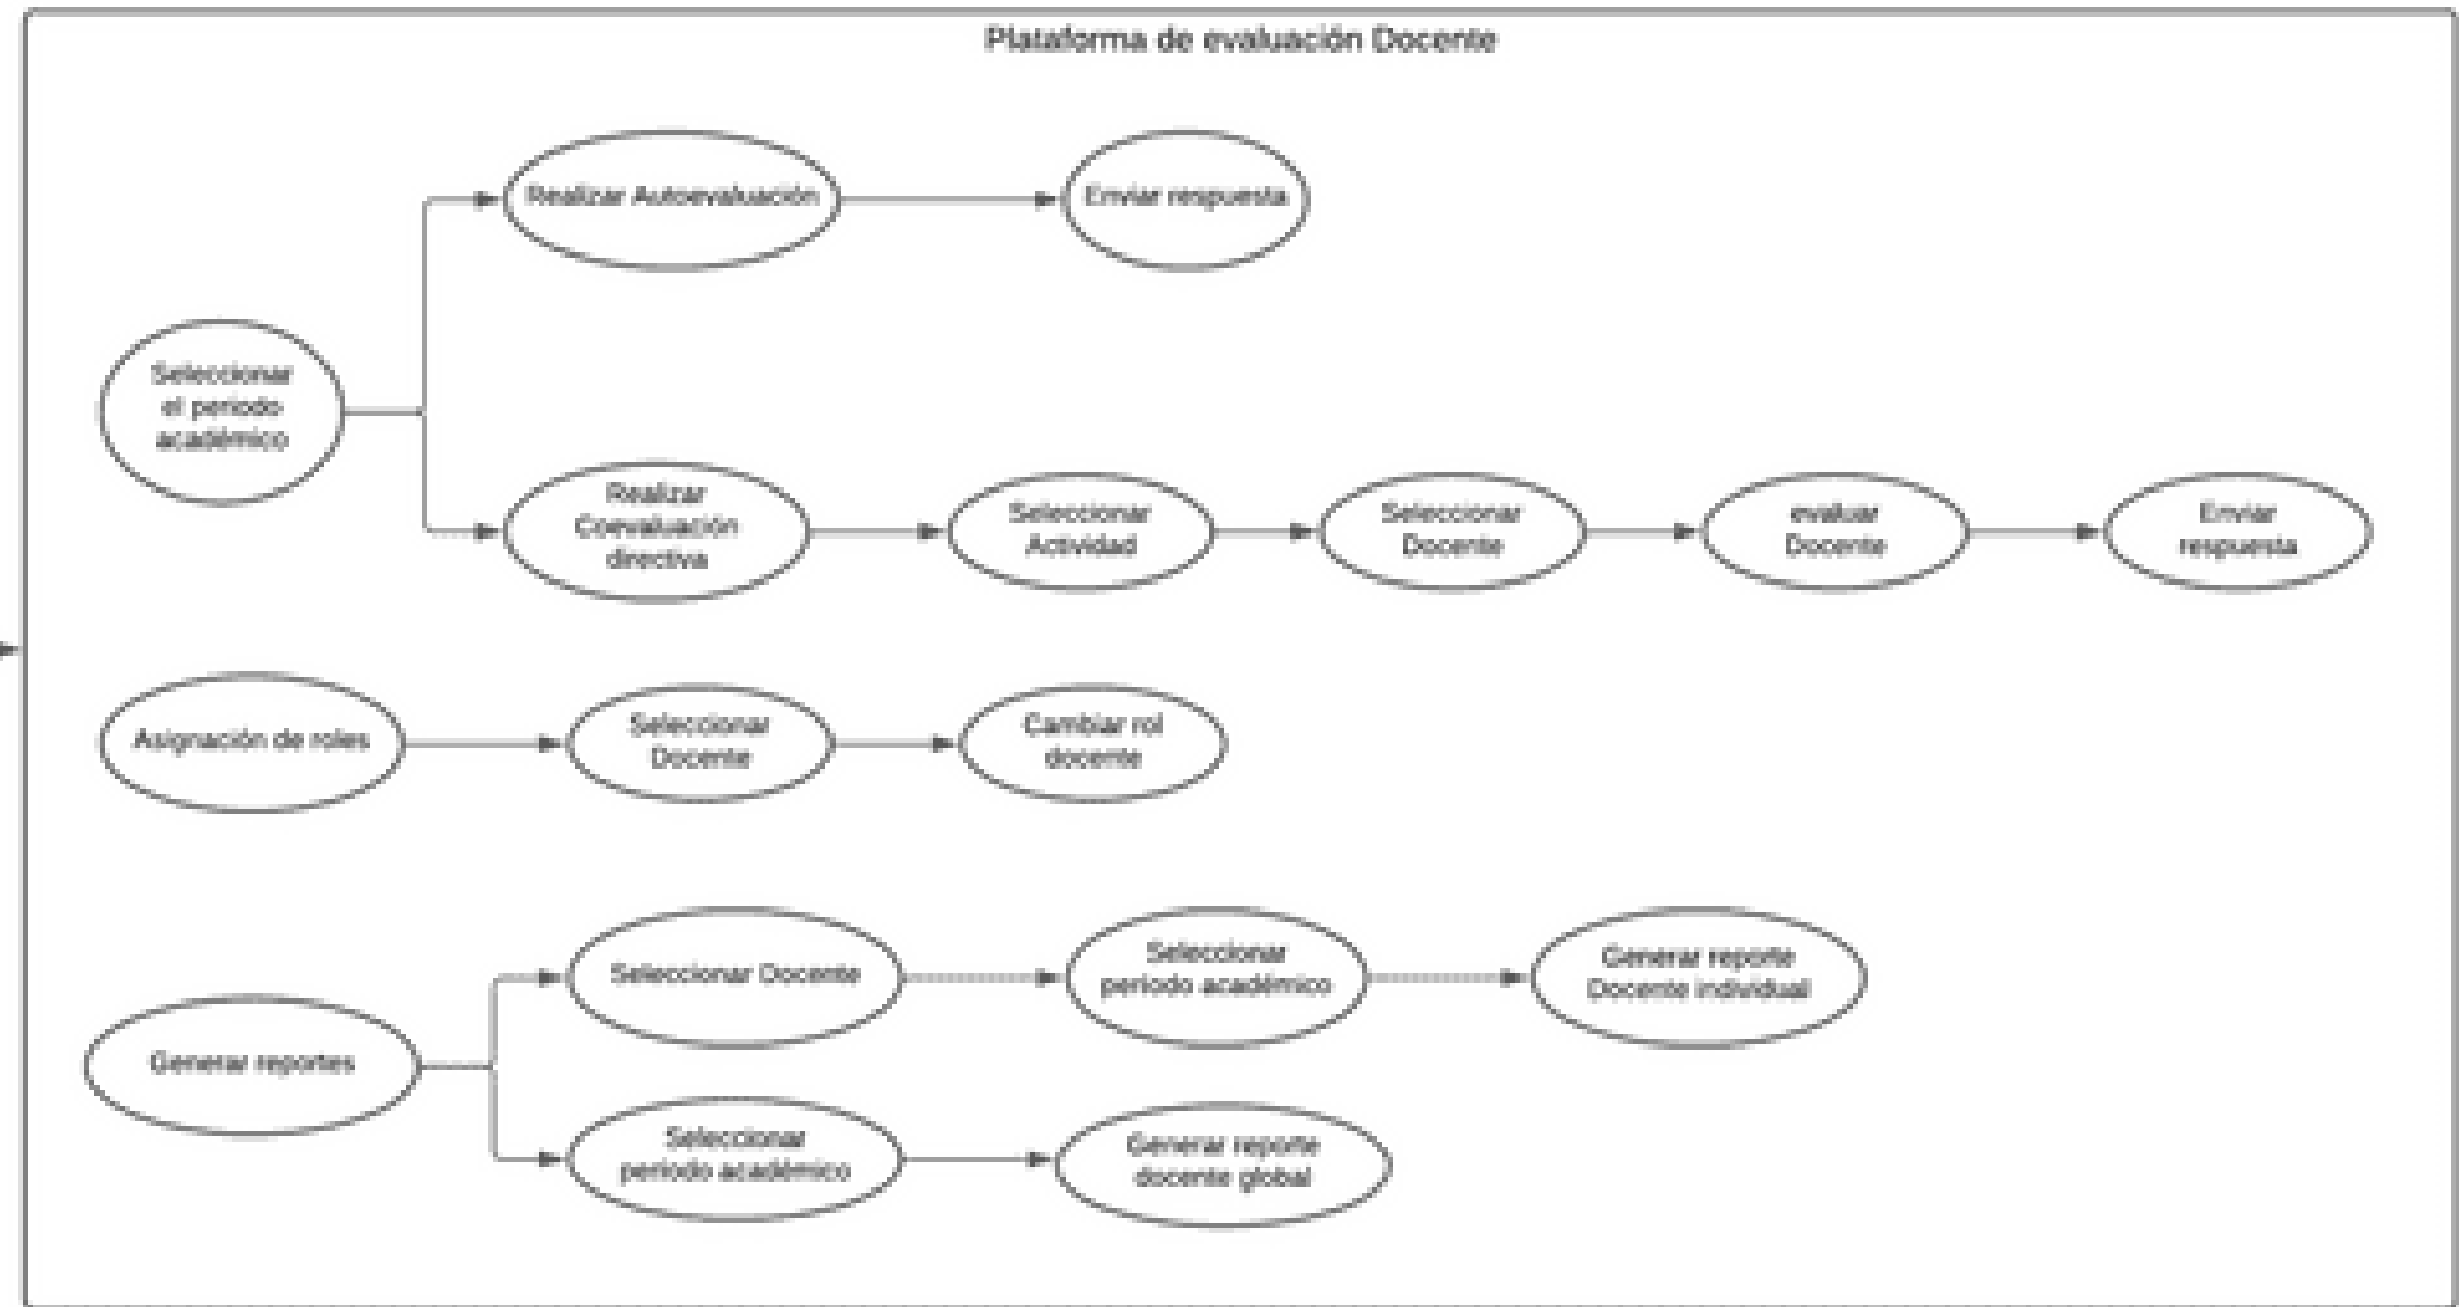 Plataforma de evaluación Docente
Realizar Autoevaluación
Enviar respuesta
Seleccionar
el periodo
académico
Realizar
Coevaluación
directiva
Seleccionar
Actividad
Seleccionar
Docente
evaluar
Docente
Enviar
respuesta
Asignación de roles
Seleccionar
Docente
Cambiar rol
docente
Generar reportes
Seleccionar Docente
Seleccionar
periodo académico
Generar reporte
Docente individual
Seleccionar
periodo académico
Generar reporte
docente global